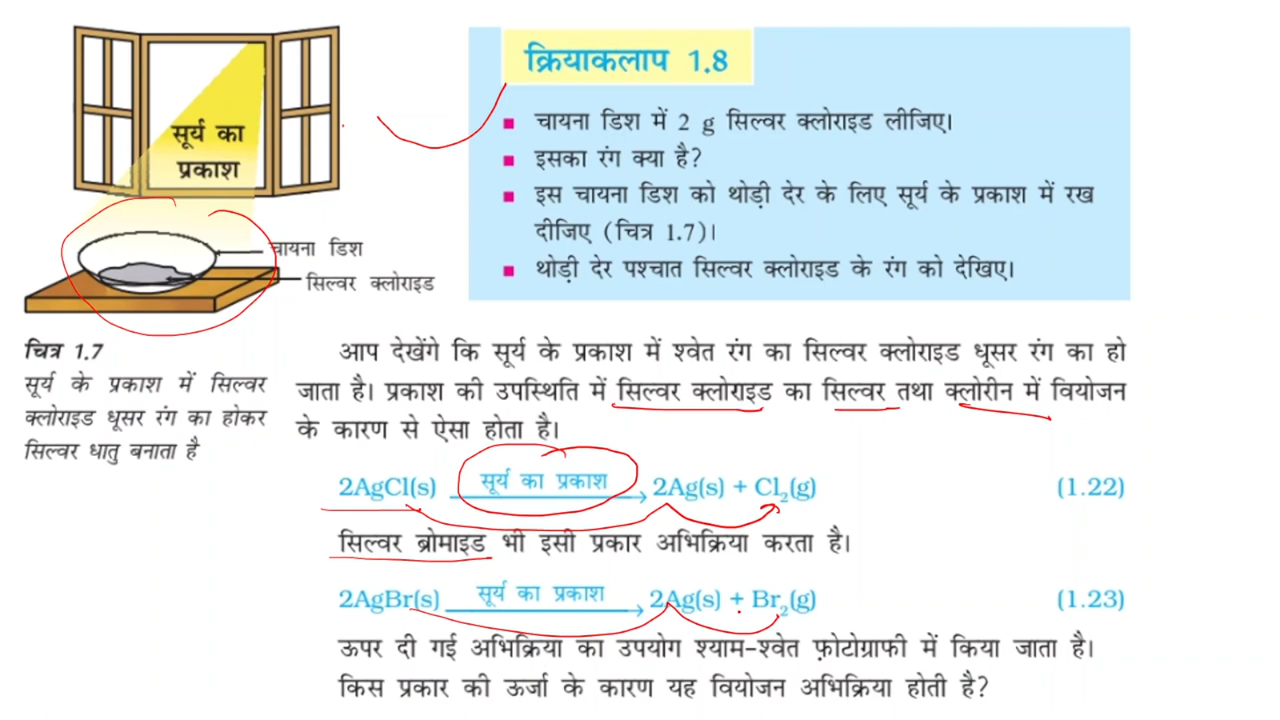 सूर्य का
प्रकाश
चायना डिश
सिल्वर क्लोराइड
चित्र 1.7
सूर्य के प्रकाश में सिल्वर
क्लोराइड धूसर रंग का होकर
सिल्वर धातु बनाता है
क्रियाकलाप 1.8
■ चायना डिश में 2 g सिल्वर क्लोराइड लीजिए।
■ इसका रंग क्या है?
■ इस चायना डिश को थोड़ी देर के लिए सूर्य के प्रकाश में रख
दीजिए (चित्र 1.7)।
■ थोड़ी देर पश्चात सिल्वर क्लोराइड के रंग को देखिए।
आप देखेंगे कि सूर्य के प्रकाश में श्वेत रंग का सिल्वर क्लोराइड धूसर रंग का हो
जाता है। प्रकाश की उपस्थिति में सिल्वर क्लोराइड का सिल्वर तथा क्लोरीन में वियोजन
के कारण से ऐसा होता है।
2AgCl(s) सूर्य का प्रकाश → 2Ag(s) + Cl₂(g) (1.22)
सिल्वर ब्रोमाइड भी इसी प्रकार अभिक्रिया करता है।
2AgBr(s) सूर्य का प्रकाश → 2Ag(s) + Br₂(g) (1.23)
ऊपर दी गई अभिक्रिया का उपयोग श्याम-श्वेत फ़ोटोग्राफी में किया जाता है।
किस प्रकार की ऊर्जा के कारण यह वियोजन अभिक्रिया होती है?